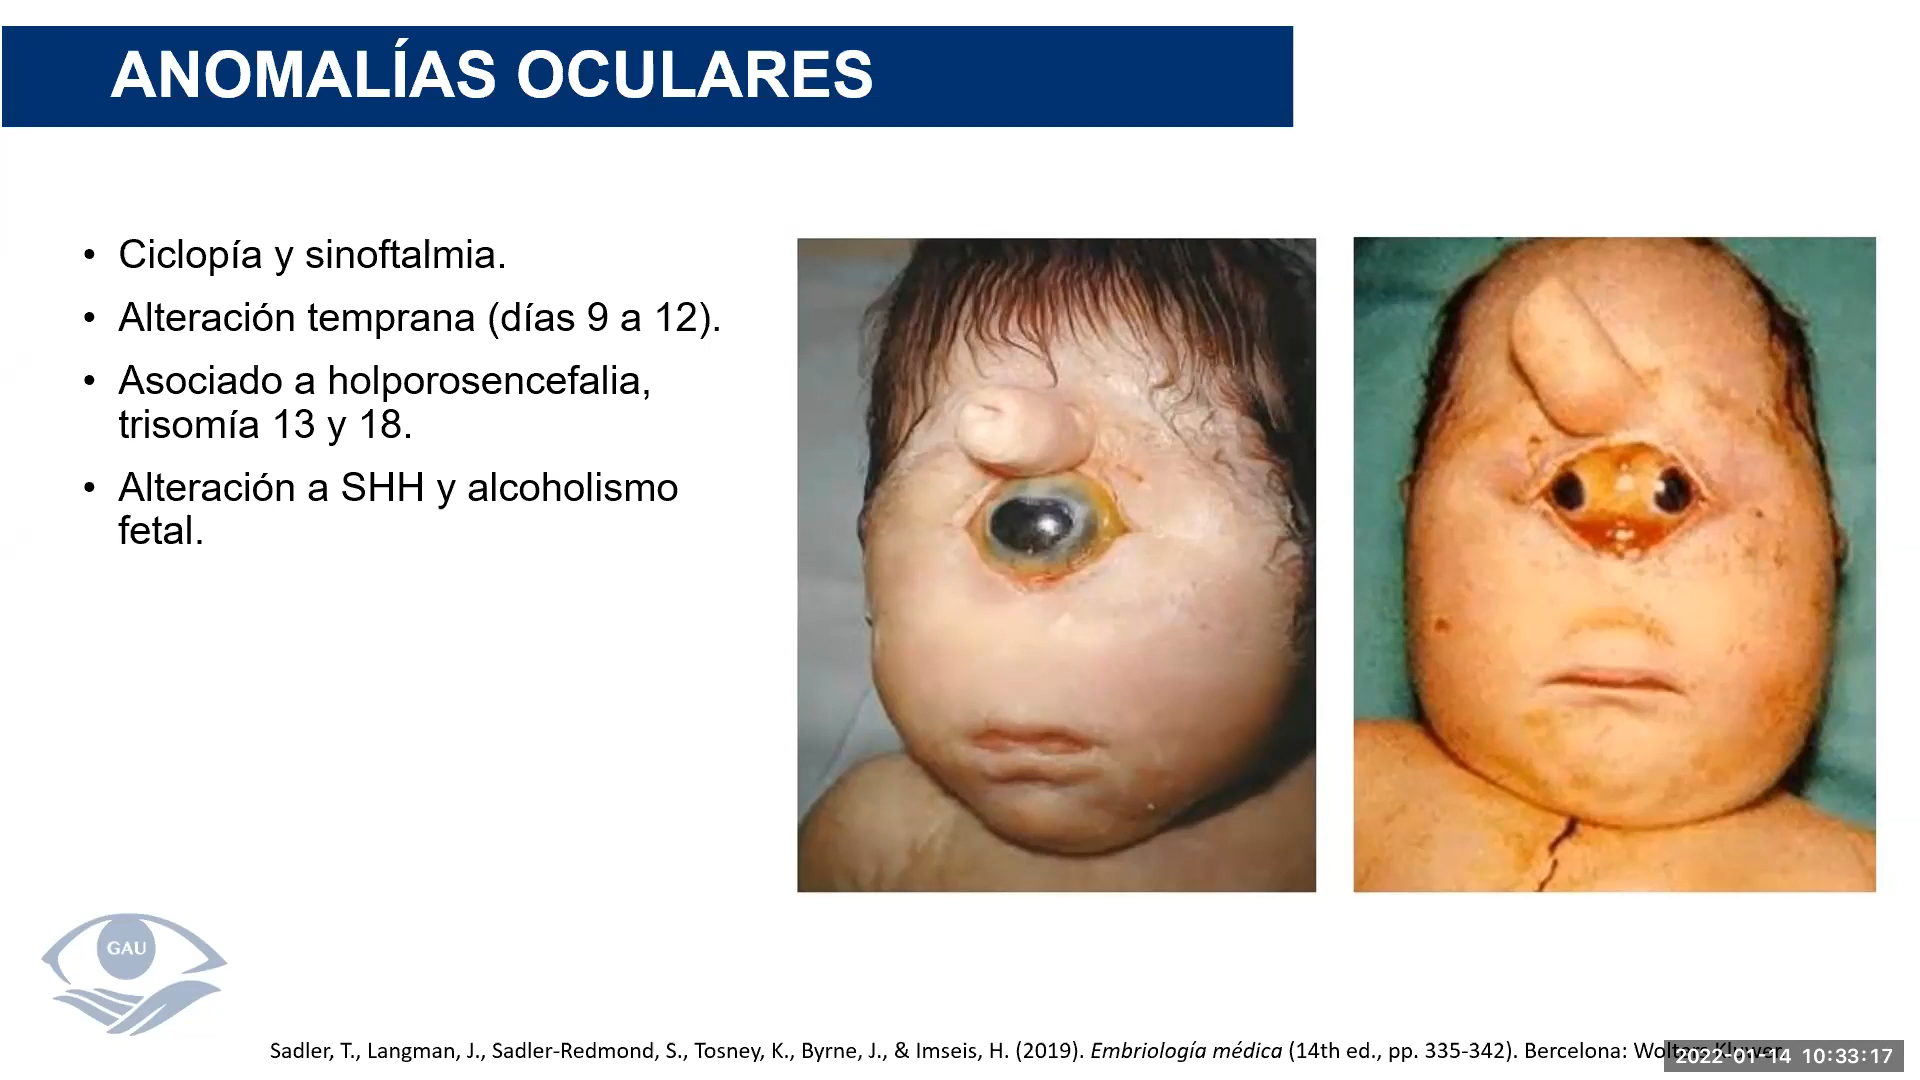 ANOMALÍAS OCULARES
• Ciclopía y sinoftalmia.
• Alteración temprana (días 9 a 12).
• Asociado a holporosencefalia,
trisomía 13 y 18.
• Alteración a SHH y alcoholismo
fetal.
GAU
Sadler, T., Langman, J., Sadler-Redmond, S., Tosney, K., Byrne, J., & Imseis, H. (2019). Embriología médica (14th ed., pp. 335-342). Bercelona: Wolters Kluwer.
2022-01-14 10:33:17